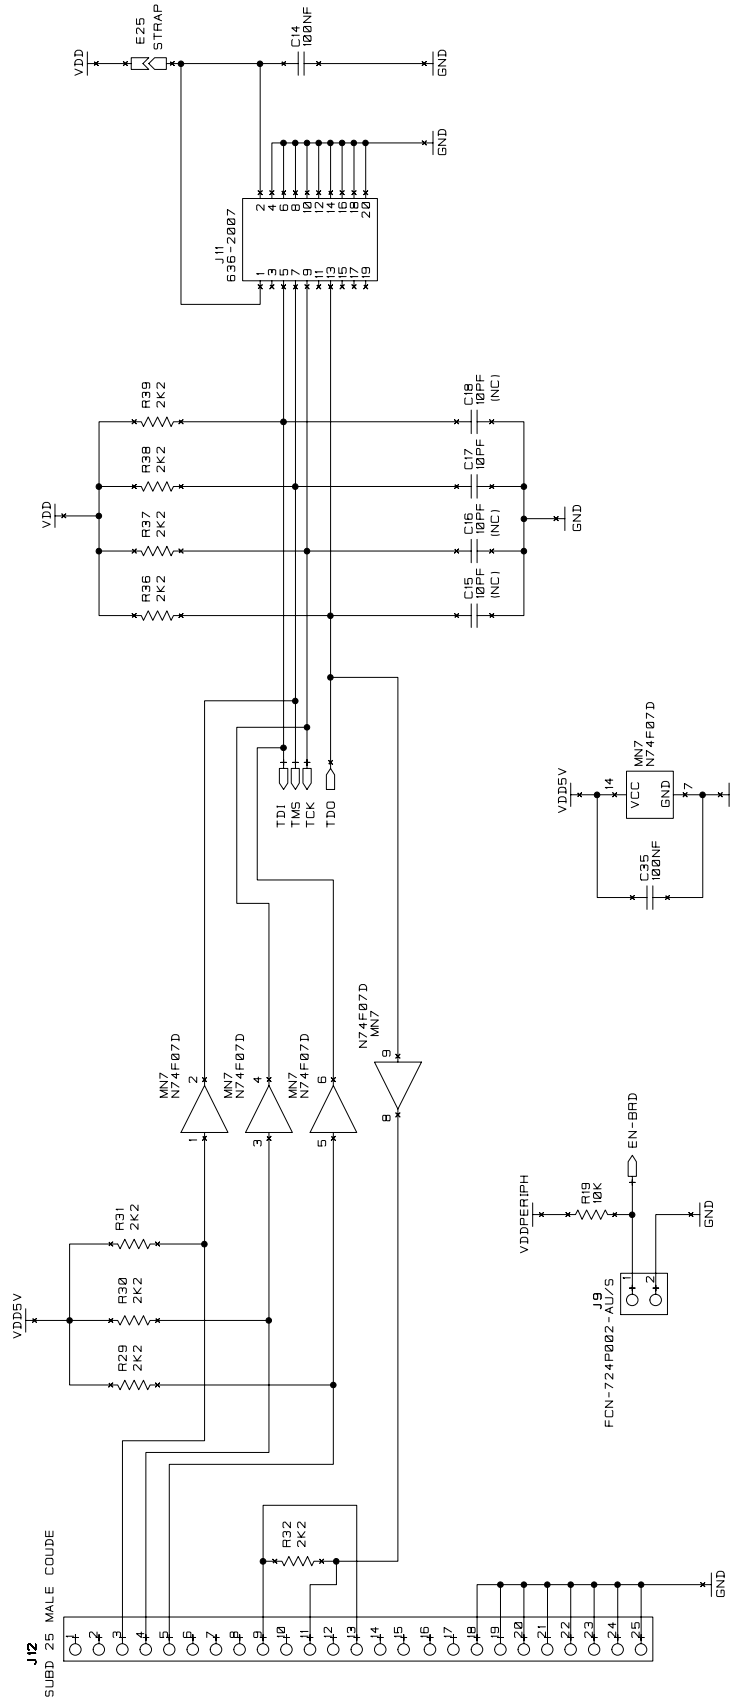 VDD
E25
STRAP
C14
100NF
GND
GND
J11
636-2007
1
3
5
7
9
11
13
15
17
19
2
4
6
8
10
12
14
16
18
20
VDD
R39
2K2
R38
2K2
R37
2K2
R36
2K2
C18
10PF
(NC)
C17
10PF
C16
10PF
(NC)
C15
10PF
(NC)
GND
TDI
TMS
TCK
TDO
VDD5V
MN7
N74F07D
14
VCC
GND
7
C35
100NF
MN7
N74F07D
1
2
MN7
N74F07D
3
4
MN7
N74F07D
5
6
N74F07D
MN7
9
8
VDD5V
R31
2K2
R30
2K2
R29
2K2
VDDPERIPH
R19
10K
EN-BRD
J9
FCN-724P002-AU/S
1
2
GND
R32
2K2
J12
SUBD 25 MALE COUDE
1
2
3
4
5
6
7
8
9
10
11
12
13
14
15
16
17
18
19
20
21
22
23
24
25
GND